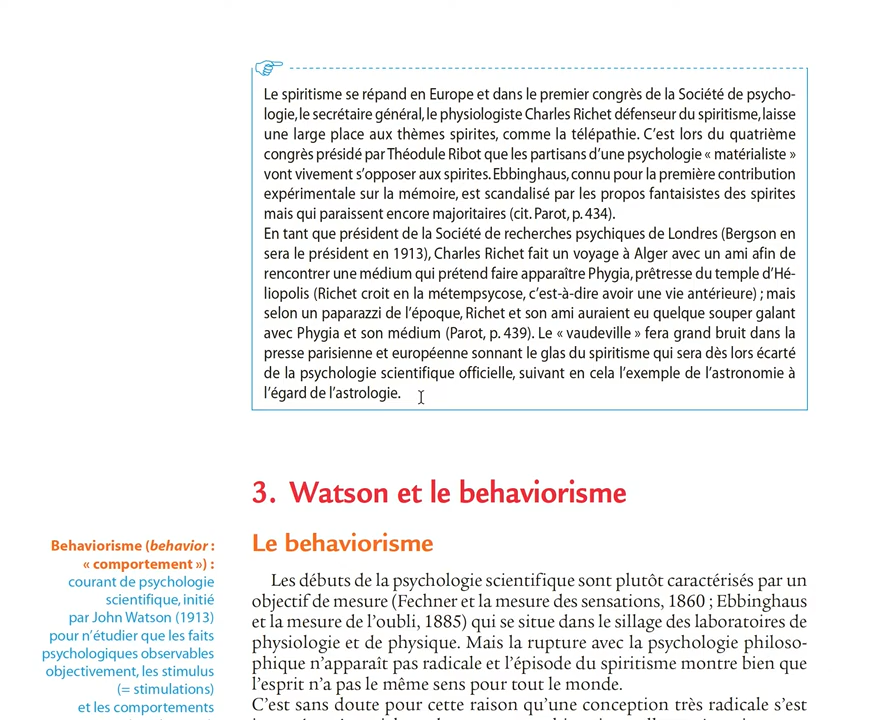 Le spiritisme se répand en Europe et dans le premier congrès de la Société de psycho-
logie, le secrétaire général, le physiologiste Charles Richet défenseur du spiritisme, laisse
une large place aux thèmes spirites, comme la télépathie. C’est lors du quatrième
congrès présidé par Théodule Ribot que les partisans d’une psychologie « matérialiste »
vont vivement s’opposer aux spirites. Ebbinghaus, connu pour la première contribution
expérimentale sur la mémoire, est scandalisé par les propos fantaisistes des spirites
mais qui paraissent encore majoritaires (cit. Parot, p. 434).
En tant que président de la Société de recherches psychiques de Londres (Bergson en
sera le président en 1913), Charles Richet fait un voyage à Alger avec un ami afin de
rencontrer une médium qui prétend faire apparaître Phygia, prêtresse du temple d’Hé-
liopolis (Richet croit en la métempsycose, c’est-à-dire avoir une vie antérieure) ; mais
selon un paparazzi de l’époque, Richet et son ami auraient eu quelque souper galant
avec Phygia et son médium (Parot, p. 439). Le « vaudeville » fera grand bruit dans la
presse parisienne et européenne sonnant le glas du spiritisme qui sera dès lors écarté
de la psychologie scientifique officielle, suivant en cela l’exemple de l’astronomie à
l’égard de l’astrologie.
3. Watson et le behaviorisme
Behaviorisme (behavior :
« comportement ») :
courant de psychologie
scientifique, initié
par John Watson (1913)
pour n’étudier que les faits
psychologiques observables
objectivement, les stimulus
(= stimulations)
et les comportements
Le behaviorisme
Les débuts de la psychologie scientifique sont plutôt caractérisés par un
objectif de mesure (Fechner et la mesure des sensations, 1860 ; Ebbinghaus
et la mesure de l’oubli, 1885) qui se situe dans le sillage des laboratoires de
physiologie et de physique. Mais la rupture avec la psychologie philoso-
phique n’apparaît pas radicale et l’épisode du spiritisme montre bien que
l’esprit n’a pas le même sens pour tout le monde.
C’est sans doute pour cette raison qu’une conception très radicale s’est